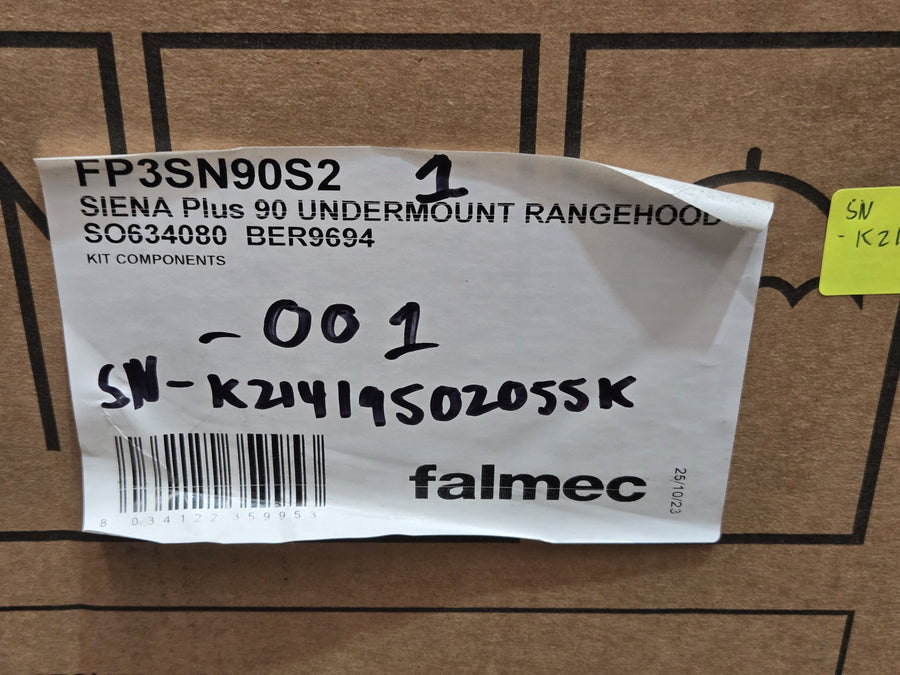 FP3SN90S2 1
SIENA Plus 90 UNDERMOUNT RANGEHOOD
SO634080 BER9694
KIT COMPONENTS
-001
SN-K21419502055K
8 034122 359953
falmec
25/10/23
SN
-K21